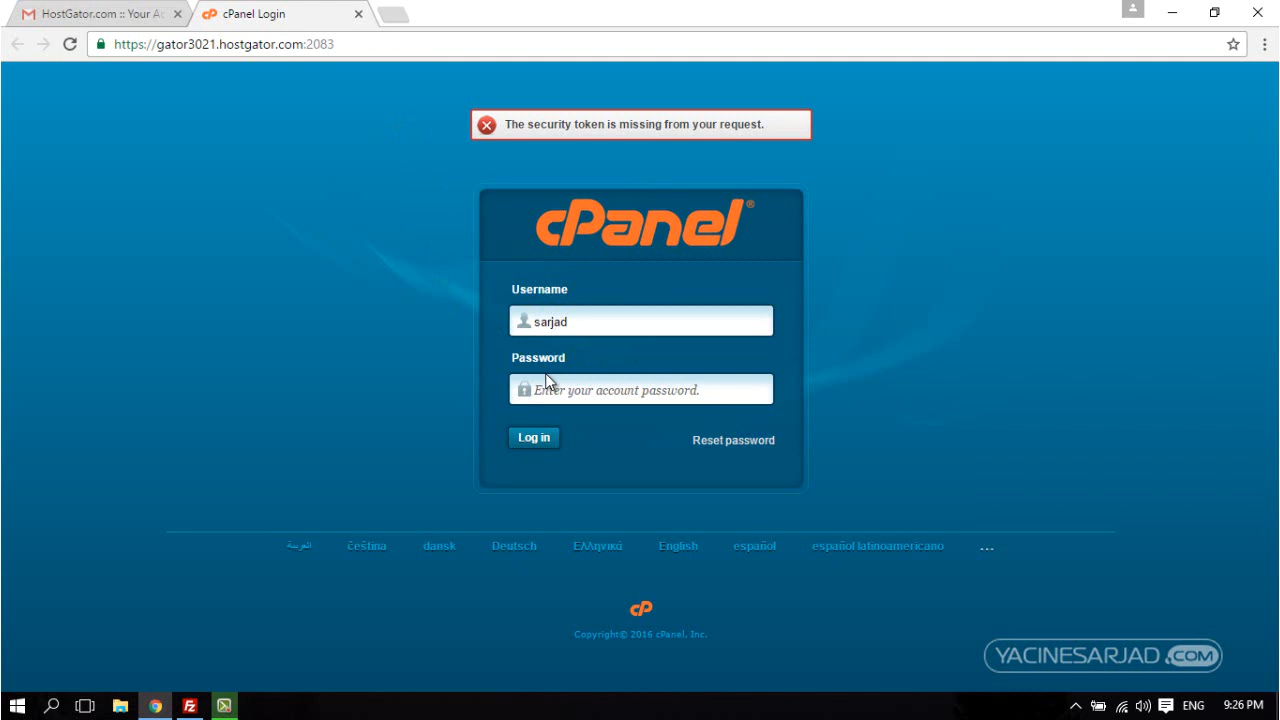 HostGator.com :: Your Ac
cPanel Login
https://gator3021.hostgator.com:2083
The security token is missing from your request.
cPanel®
Username
sarjad
Password
Enter your account password.
Log in
Reset password
العربية
čeština
dansk
Deutsch
Ελληνικά
English
español
español latinoamericano
...
cP
Copyright© 2016 cPanel, Inc.
YACINESARJAD.COM
ENG
9:26 PM